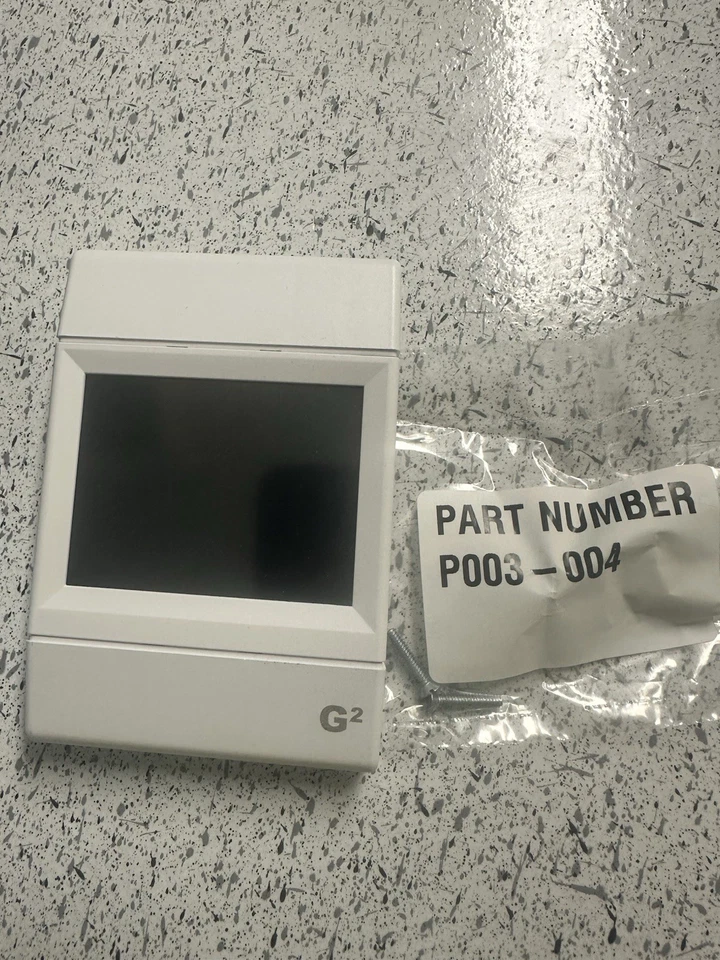 G²
PART NUMBER
P003-004